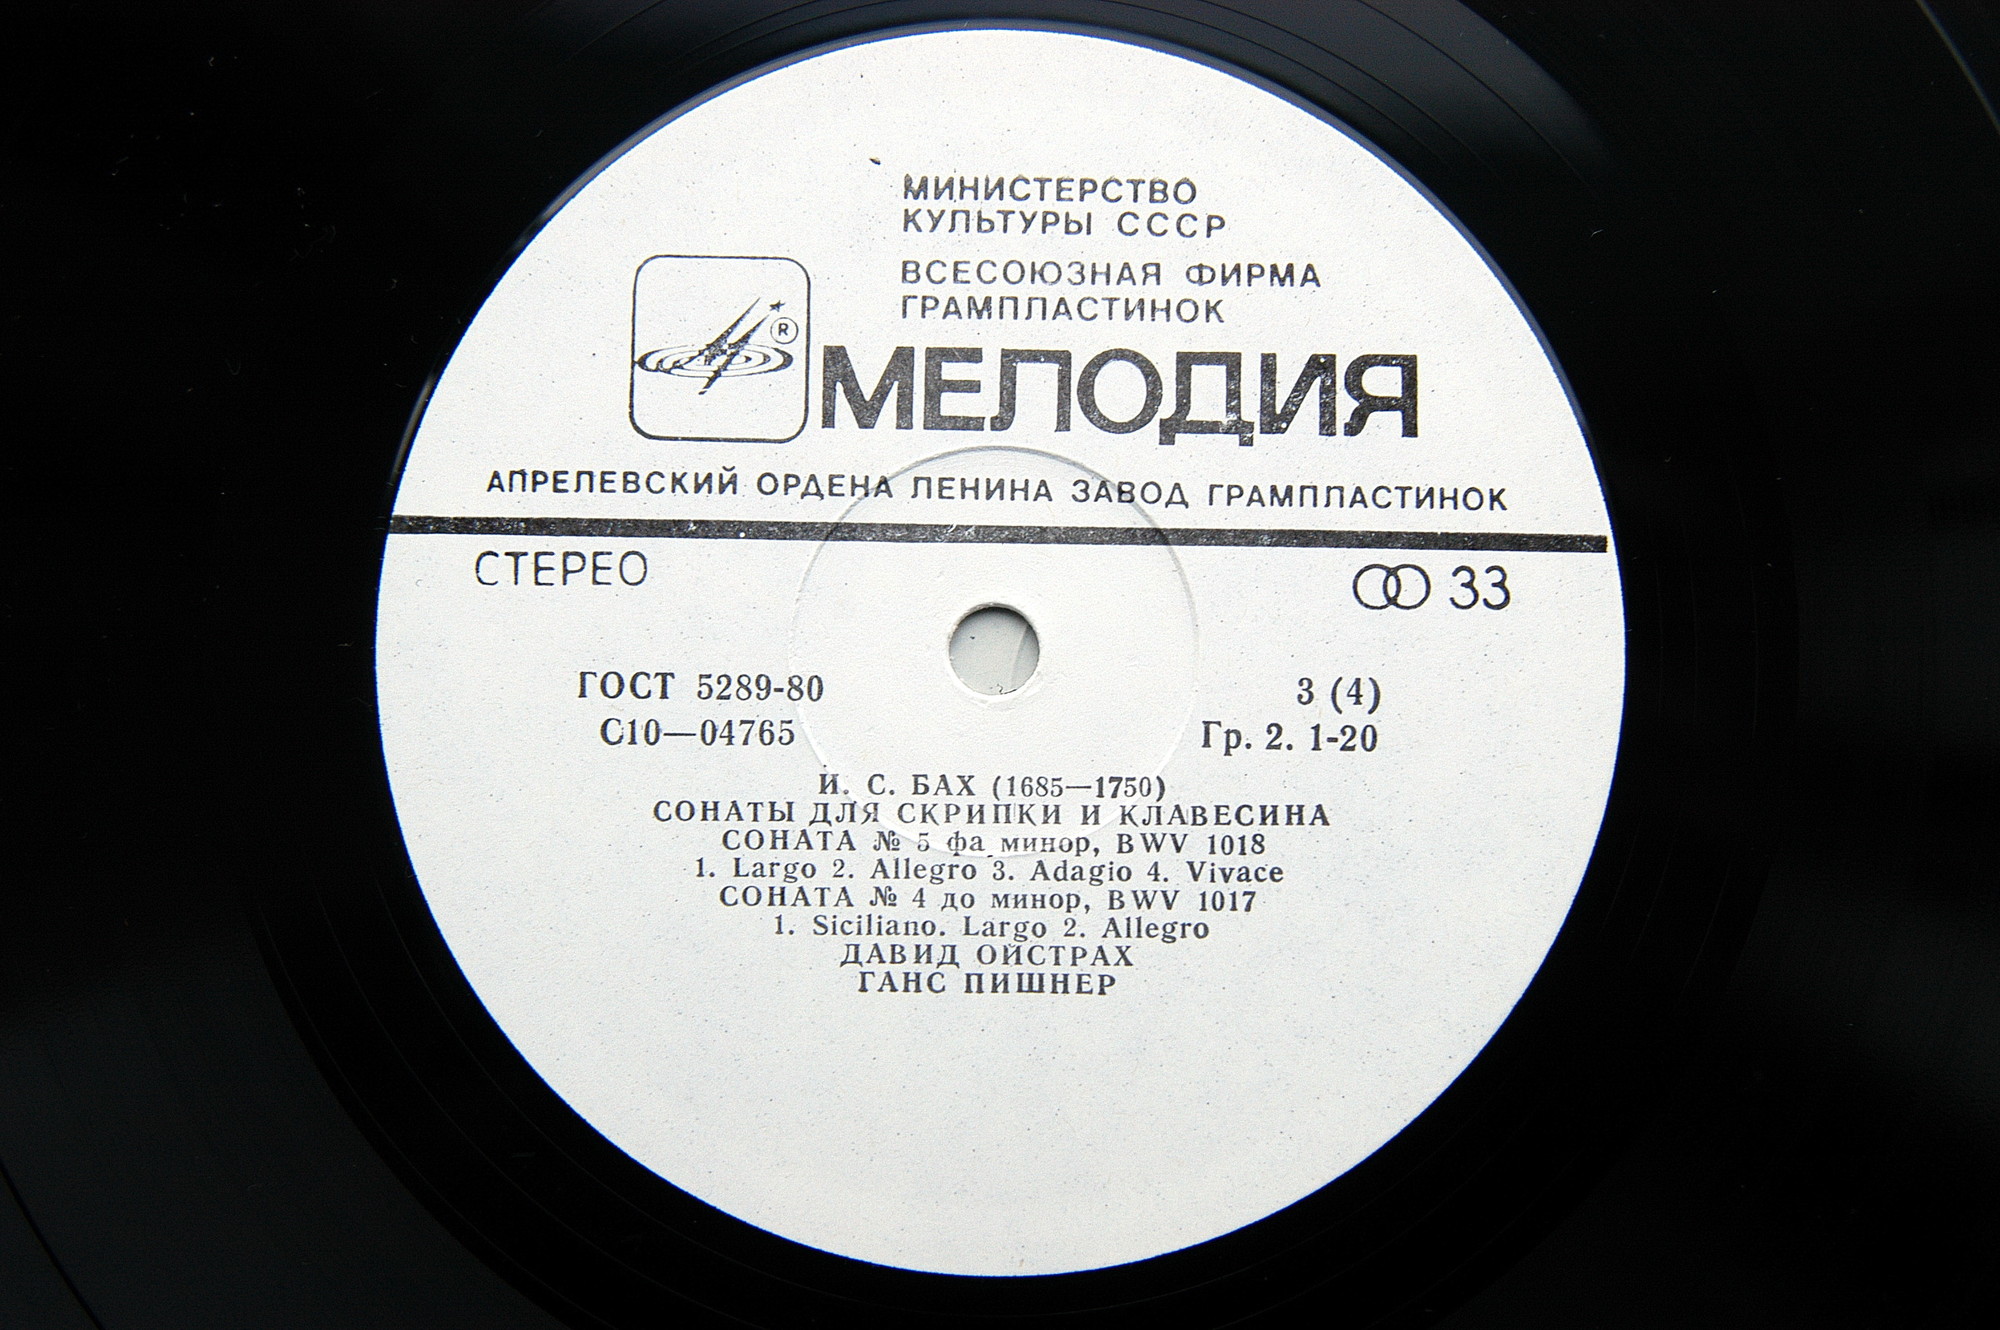 МИНИСТЕРСТВО
КУЛЬТУРЫ СССР
ВСЕСОЮЗНАЯ ФИРМА
ГРАМПЛАСТИНОК
®
МЕЛОДИЯ
АПРЕЛЕВСКИЙ ОРДЕНА ЛЕНИНА ЗАВОД ГРАМПЛАСТИНОК
СТЕРЕО
33
ГОСТ 5289-80
3 (4)
С10—04765
Гр. 2. 1-20
И. С. БАХ (1685—1750)
СОНАТЫ ДЛЯ СКРИПКИ И КЛАВЕСИНА
СОНАТА № 5 фа минор, BWV 1018
1. Largo 2. Allegro 3. Adagio 4. Vivace
СОНАТА № 4 до минор, BWV 1017
1. Siciliano. Largo 2. Allegro
ДАВИД ОЙСТРАХ
ГАНС ПИШНЕР